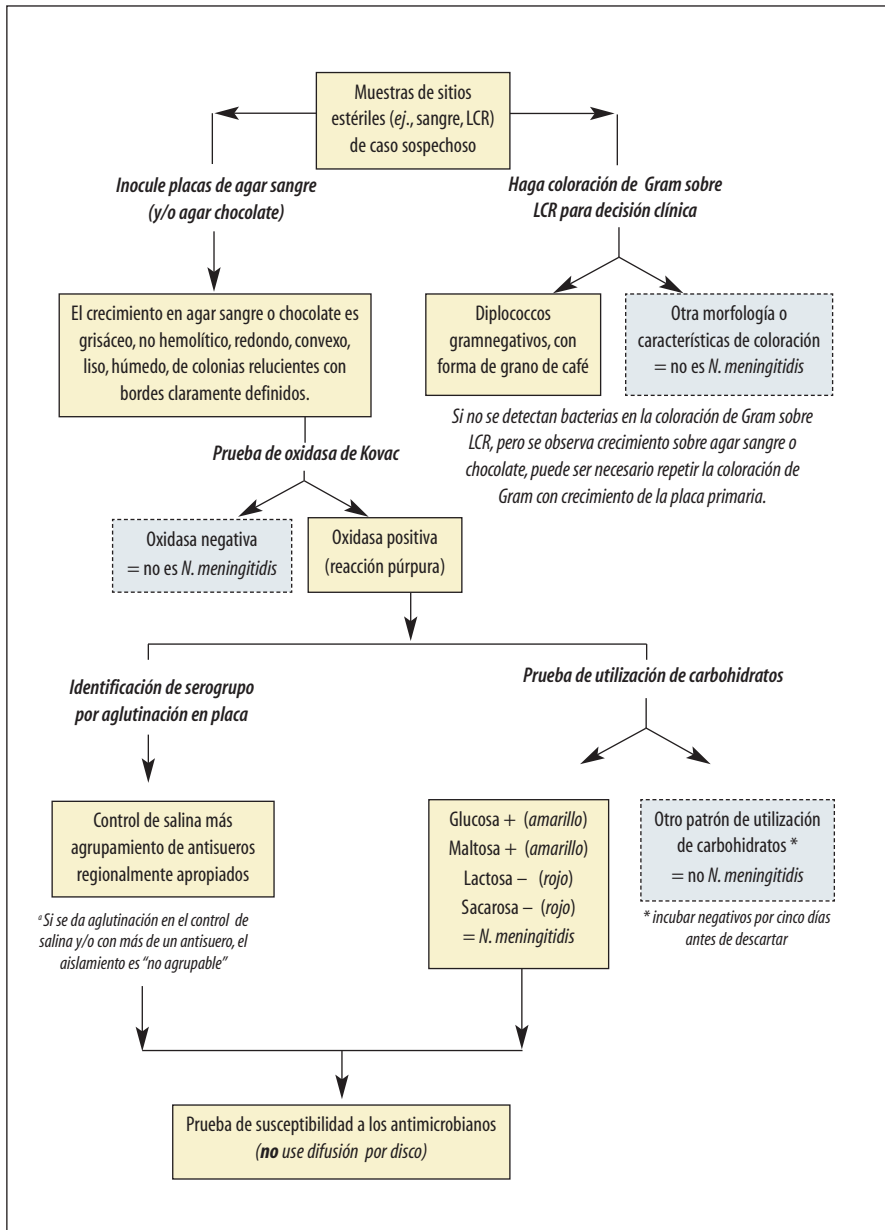 Muestras de sitios
estériles (ej., sangre, LCR)
de caso sospechoso
Inocule placas de agar sangre
(y/o agar chocolate)
Haga coloración de Gram sobre
LCR para decisión clínica
El crecimiento en agar sangre o chocolate es
grisáceo, no hemolítico, redondo, convexo,
liso, húmedo, de colonias relucientes con
bordes claramente definidos.
Diplococcos
gramnegativos, con
forma de grano de café
Otra morfología o
características de coloración
= no es N. meningitidis
Si no se detectan bacterias en la coloración de Gram sobre
LCR, pero se observa crecimiento sobre agar sangre o
chocolate, puede ser necesario repetir la coloración de
Gram con crecimiento de la placa primaria.
Prueba de oxidasa de Kovac
Oxidasa negativa
= no es N. meningitidis
Oxidasa positiva
(reacción púrpura)
Identificación de serogrupo
por aglutinación en placa
Prueba de utilización de carbohidratos
Control de salina más
agrupamiento de antisueros
regionalmente apropiados
a Si se da aglutinación en el control de
salina y/o con más de un antisuero, el
aislamiento es “no agrupable”
Glucosa + (amarillo)
Maltosa + (amarillo)
Lactosa – (rojo)
Sacarosa – (rojo)
= N. meningitidis
Otro patrón de utilización
de carbohidratos *
= no N. meningitidis
* incubar negativos por cinco días
antes de descartar
Prueba de susceptibilidad a los antimicrobianos
(no use difusión por disco)